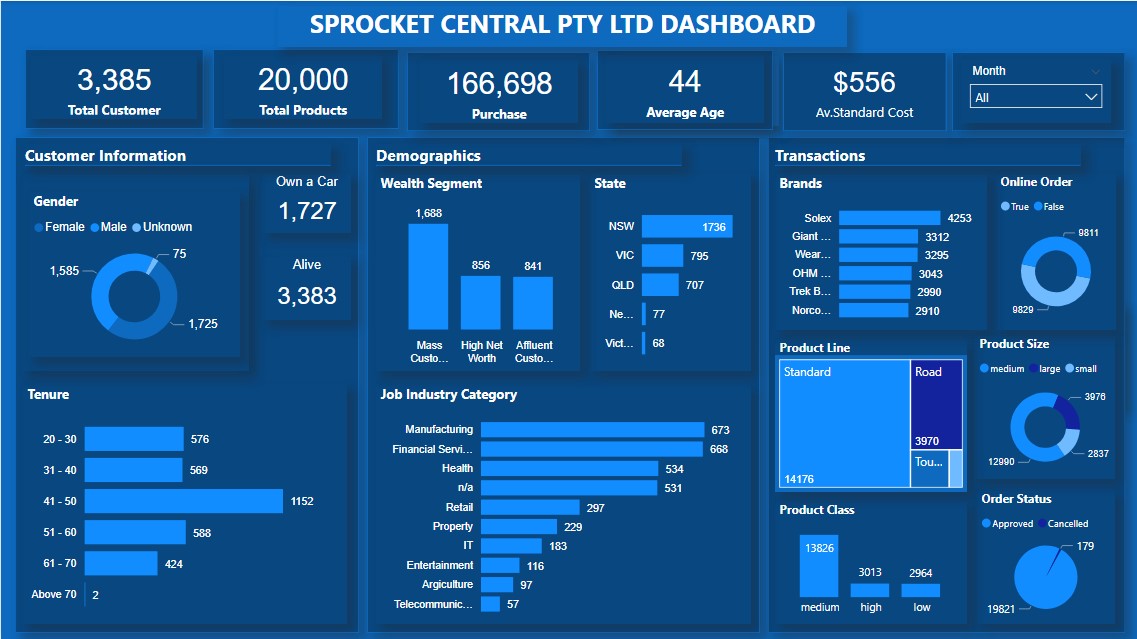 SPROCKET CENTRAL PTY LTD DASHBOARD
3,385
Total Customer
20,000
Total Products
166,698
Purchase
44
Average Age
$556
Av.Standard Cost
Month
All
Customer Information
Gender
Female Male Unknown
75
1,585
1,725
Own a Car
1,727
Alive
3,383
Tenure
20 - 30 576
31 - 40 569
41 - 50 1152
51 - 60 588
61 - 70 424
Above 70 2
Demographics
Wealth Segment
1,688
856
841
Mass
Custo...
High Net
Worth
Affluent
Custo...
State
NSW 1736
VIC 795
QLD 707
Ne... 77
Vict... 68
Job Industry Category
Manufacturing 673
Financial Servi... 668
Health 534
n/a 531
Retail 297
Property 229
IT 183
Entertainment 116
Argiculture 97
Telecommunic... 57
Transactions
Brands
Solex 4253
Giant ... 3312
Wear... 3295
OHM ... 3043
Trek B... 2990
Norco... 2910
Online Order
True False
9811
9829
Product Line
Standard
14176
Road
3970
Tou...
Product Size
medium large small
3976
12990
2837
Product Class
13826
3013
2964
medium high low
Order Status
Approved Cancelled
179
19821